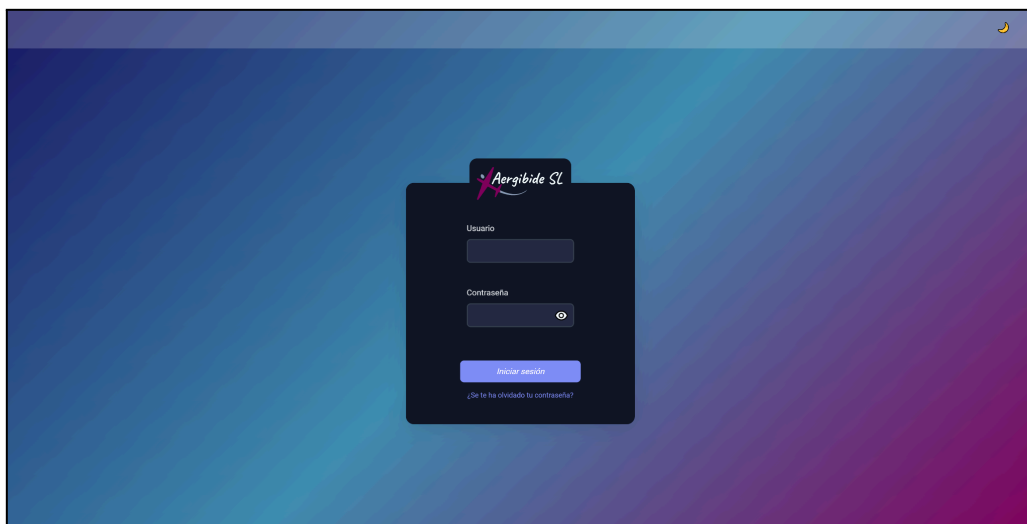 Aergibide SL
Usuario
Contraseña
Iniciar sesión
¿Se te ha olvidado tu contraseña?